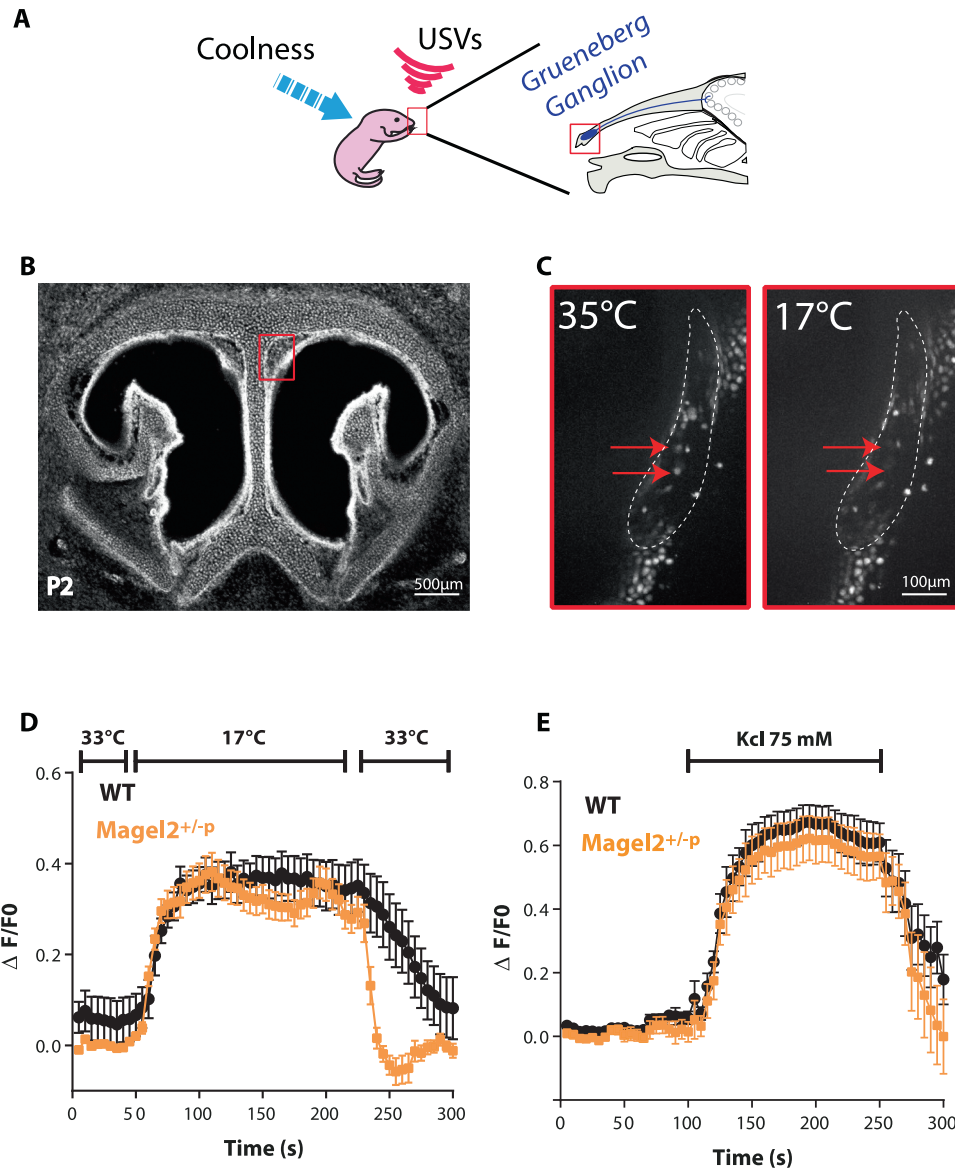 A
Coolness
USVs
Grueneberg
Ganglion
B
P2
500μm
C
35°C
17°C
100μm
D
33°C
17°C
33°C
WT
Magel2+/-p
0.6
0.4
0.2
0.0
Δ F/F0
0
50
100
150
200
250
300
Time (s)
E
Kcl 75 mM
WT
Magel2+/-p
0.8
0.6
0.4
0.2
0.0
Δ F/F0
0
50
100
150
200
250
300
Time (s)